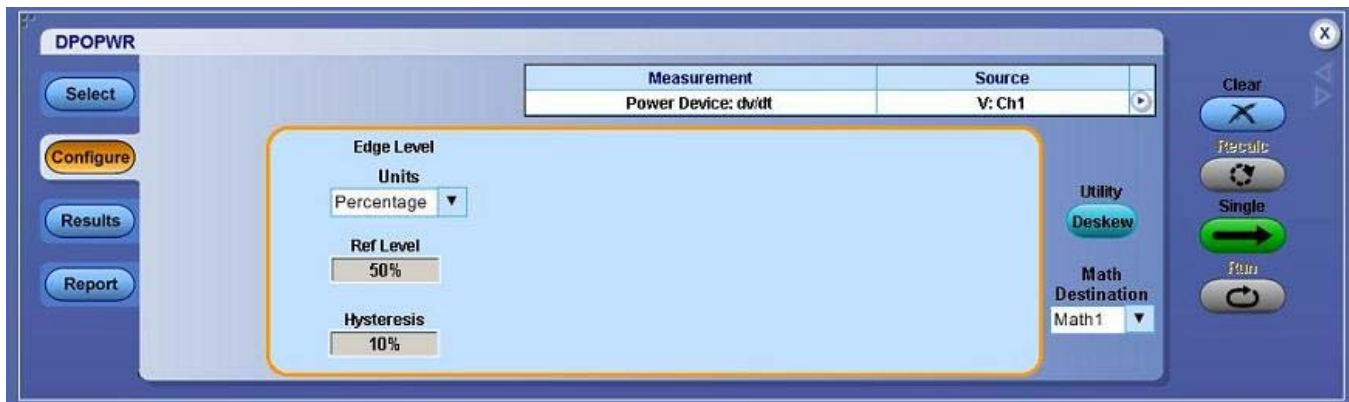 DPOPWR
Select
Configure
Results
Report
Measurement Source
Power Device: dv/dt V: Ch1
Edge Level
Units
Percentage
Ref Level
50%
Hysteresis
10%
Utility
Deskew
Math
Destination
Math1
X
Clear
Recalc
Single
Run